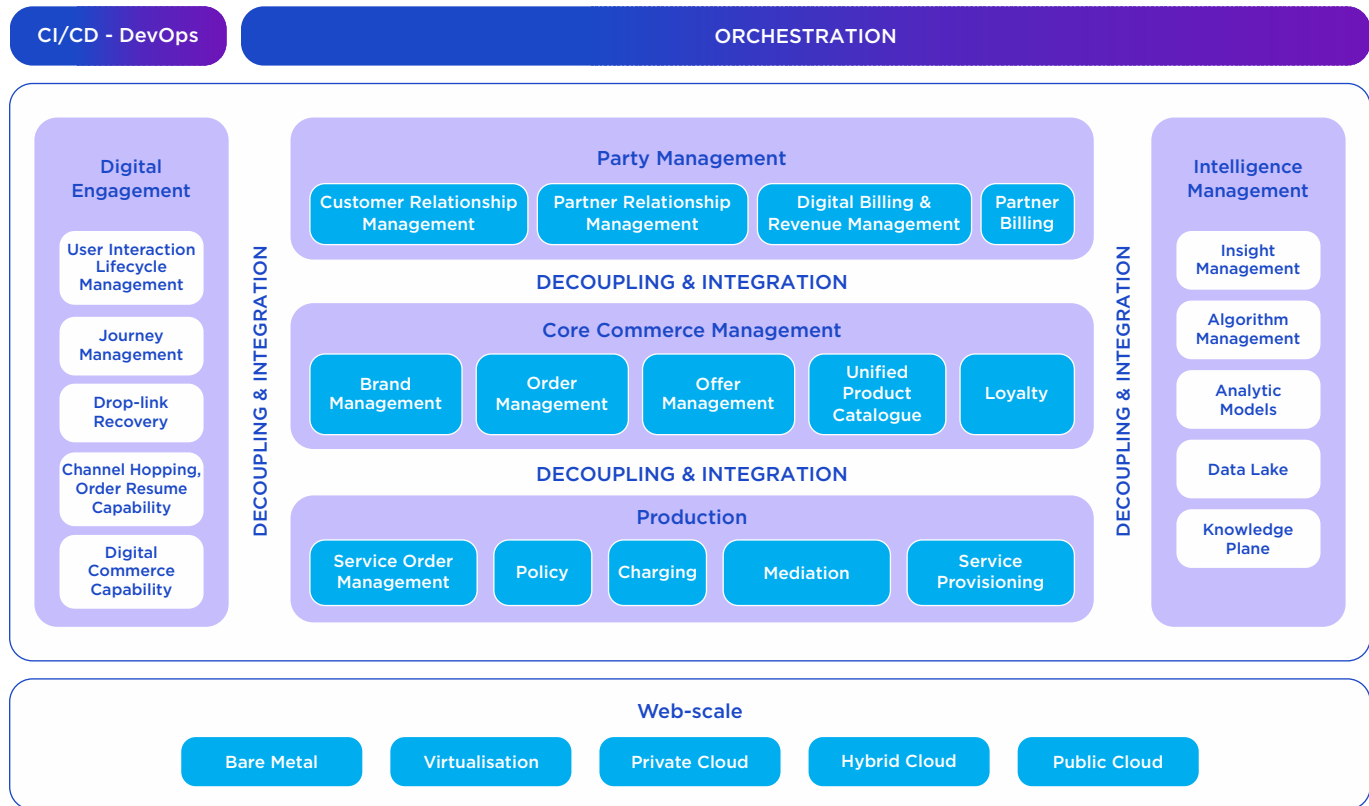 CI/CD - DevOps
ORCHESTRATION
Digital
Engagement
User Interaction
Lifecycle
Management
Journey
Management
Drop-link
Recovery
Channel Hopping,
Order Resume
Capability
Digital
Commerce
Capability
DECOUPLING & INTEGRATION
Party Management
Customer Relationship
Management
Partner Relationship
Management
Digital Billing &
Revenue Management
Partner
Billing
DECOUPLING & INTEGRATION
Core Commerce Management
Brand
Management
Order
Management
Offer
Management
Unified
Product
Catalogue
Loyalty
DECOUPLING & INTEGRATION
Production
Service Order
Management
Policy
Charging
Mediation
Service
Provisioning
DECOUPLING & INTEGRATION
Intelligence
Management
Insight
Management
Algorithm
Management
Analytic
Models
Data Lake
Knowledge
Plane
Web-scale
Bare Metal
Virtualisation
Private Cloud
Hybrid Cloud
Public Cloud